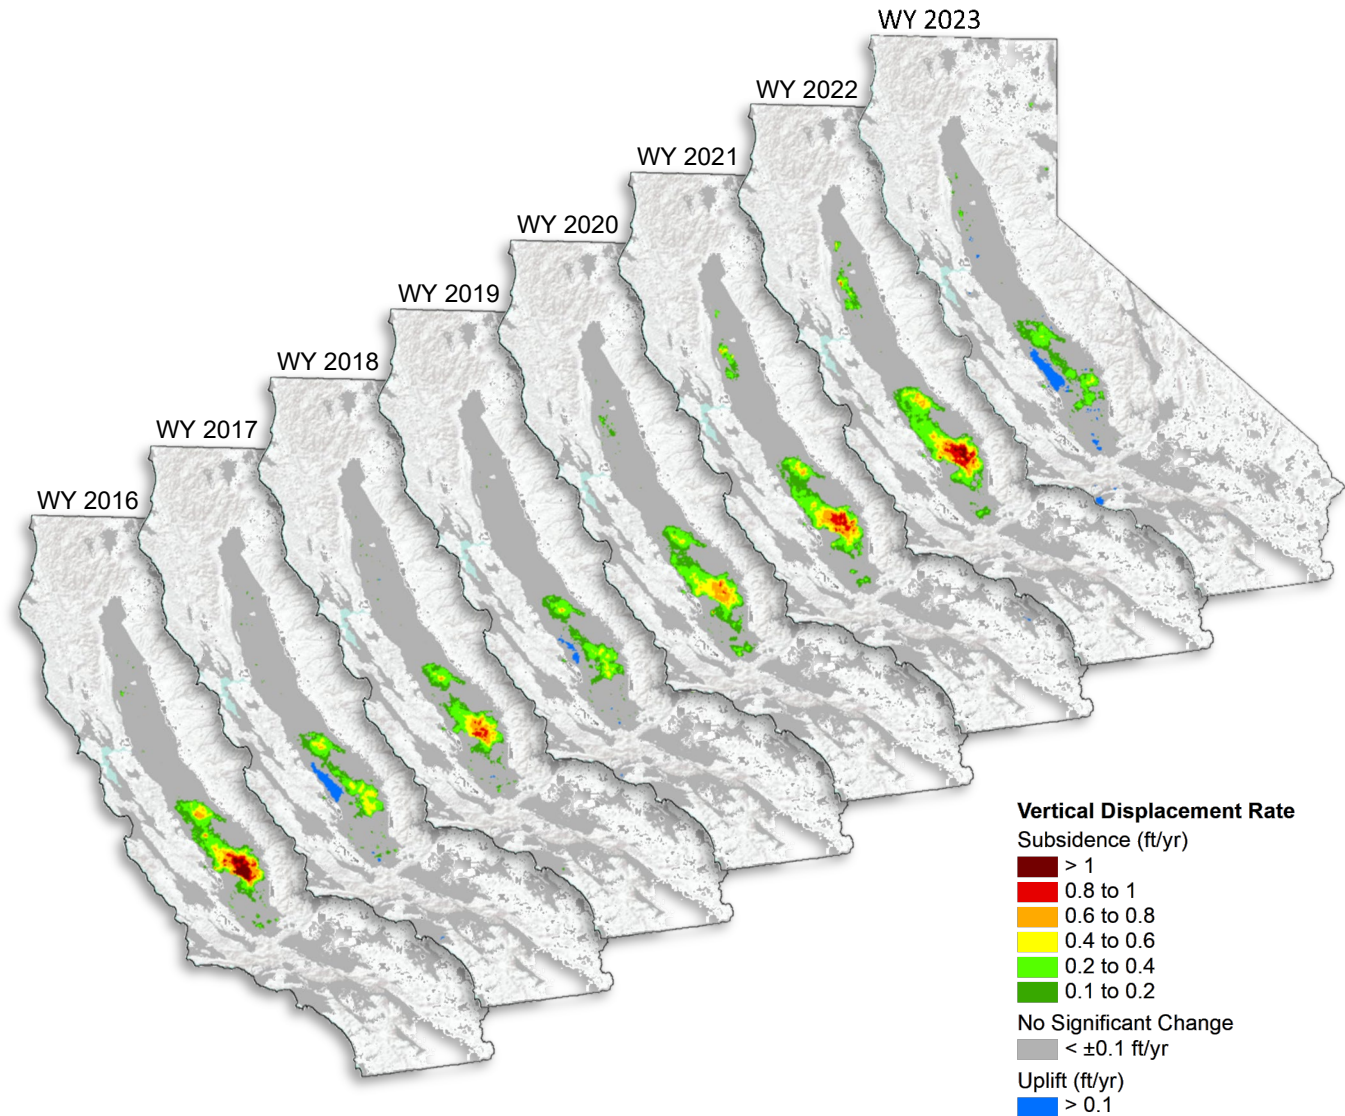 WY 2023
WY 2022
WY 2021
WY 2020
WY 2019
WY 2018
WY 2017
WY 2016
Vertical Displacement Rate
Subsidence (ft/yr)
> 1
0.8 to 1
0.6 to 0.8
0.4 to 0.6
0.2 to 0.4
0.1 to 0.2
No Significant Change
< ±0.1 ft/yr
Uplift (ft/yr)
> 0.1